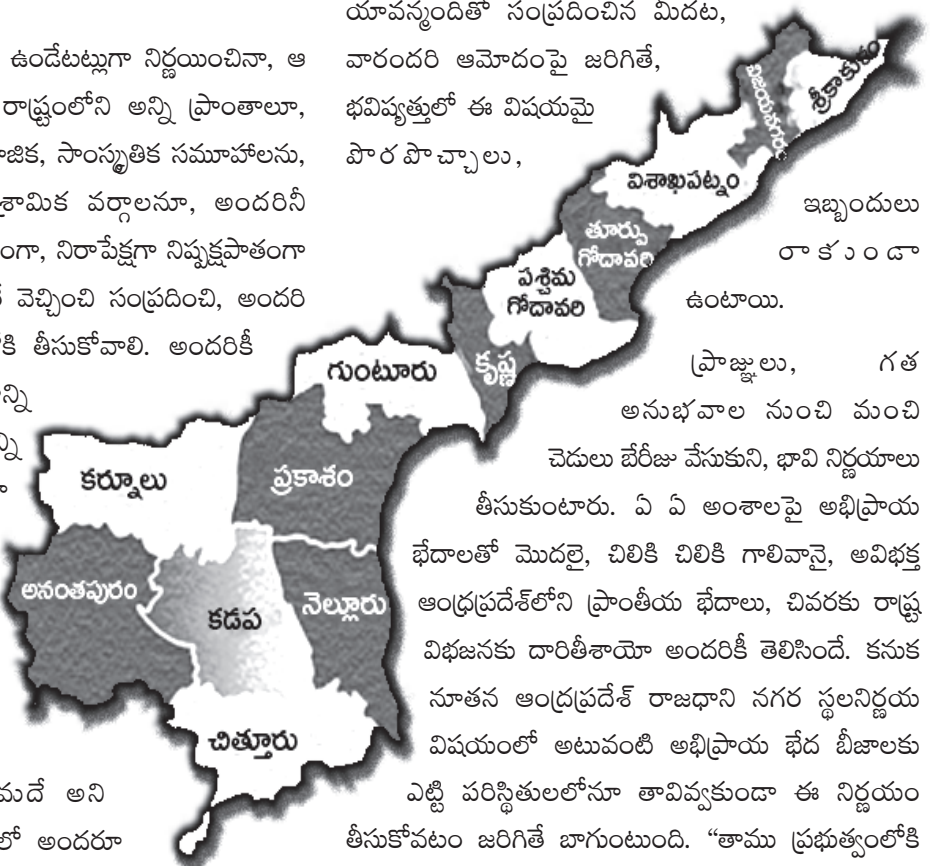 ఉండేటట్లుగా నిర్ణయించినా, ఆ
రాష్ట్రంలోని అన్ని ప్రాంతాలూ,
సాంస్కృతిక సమూహాలను,
వర్గాలనూ, అందరినీ
నిరాపేక్షగా నిష్పక్షపాతంగా
వెచ్చించి సంప్రదించి, అందరి
తీసుకోవాలి. అందరికీ
అని
అందరూ
యావన్మందితో సంప్రదించిన మీదట,
వారందరి ఆమోదంపై జరిగితే,
భవిష్యత్తులో ఈ విషయమై
పొరపొచ్చాలు,
ఇబ్బందులు
రాకుండా
ఉంటాయి.
ప్రాజ్ఞులు, గత
అనుభవాల నుంచి మంచి
చెడులు బేరీజు వేసుకుని, భావి నిర్ణయాలు
తీసుకుంటారు. ఏ ఏ అంశాలపై అభిప్రాయ
భేదాలతో మొదలై, చిలికి చిలికి గాలివానై, అవిభక్త
ఆంధ్రప్రదేశ్‌లోని ప్రాంతీయ భేదాలు, చివరకు రాష్ట్ర
విభజనకు దారితీశాయో అందరికీ తెలిసిందే. కనుక
నూతన ఆంద్రప్రదేశ్ రాజధాని నగర స్థలనిర్ణయ
విషయంలో అటువంటి అభిప్రాయ భేద బీజాలకు
ఎట్టి పరిస్థితులలోనూ తావివ్వకుండా ఈ నిర్ణయం
తీసుకోవటం జరిగితే బాగుంటుంది. “తాము ప్రభుత్వంలోకి
శ్రీకాకుళం
విజయనగరం
విశాఖపట్నం
తూర్పు
గోదావరి
పశ్చిమ
గోదావరి
కృష్ణ
గుంటూరు
ప్రకాశం
కర్నూలు
అనంతపురం
కడప
నెల్లూరు
చిత్తూరు